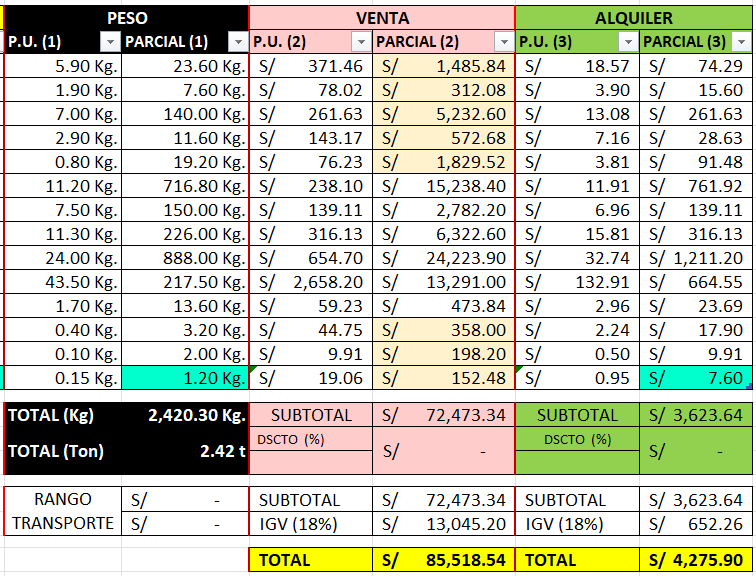 PESO VENTA ALQUILER
P.U. (1) PARCIAL (1) P.U. (2) PARCIAL (2) P.U. (3) PARCIAL (3)
5.90 Kg. 23.60 Kg. S/ 371.46 S/ 1,485.84 S/ 18.57 S/ 74.29
1.90 Kg. 7.60 Kg. S/ 78.02 S/ 312.08 S/ 3.90 S/ 15.60
7.00 Kg. 140.00 Kg. S/ 261.63 S/ 5,232.60 S/ 13.08 S/ 261.63
2.90 Kg. 11.60 Kg. S/ 143.17 S/ 572.68 S/ 7.16 S/ 28.63
0.80 Kg. 19.20 Kg. S/ 76.23 S/ 1,829.52 S/ 3.81 S/ 91.48
11.20 Kg. 716.80 Kg. S/ 238.10 S/ 15,238.40 S/ 11.91 S/ 761.92
7.50 Kg. 150.00 Kg. S/ 139.11 S/ 2,782.20 S/ 6.96 S/ 139.11
11.30 Kg. 226.00 Kg. S/ 316.13 S/ 6,322.60 S/ 15.81 S/ 316.13
24.00 Kg. 888.00 Kg. S/ 654.70 S/ 24,223.90 S/ 32.74 S/ 1,211.20
43.50 Kg. 217.50 Kg. S/ 2,658.20 S/ 13,291.00 S/ 132.91 S/ 664.55
1.70 Kg. 13.60 Kg. S/ 59.23 S/ 473.84 S/ 2.96 S/ 23.69
0.40 Kg. 3.20 Kg. S/ 44.75 S/ 358.00 S/ 2.24 S/ 17.90
0.10 Kg. 2.00 Kg. S/ 9.91 S/ 198.20 S/ 0.50 S/ 9.91
0.15 Kg. 1.20 Kg. S/ 19.06 S/ 152.48 S/ 0.95 S/ 7.60
TOTAL (Kg) 2,420.30 Kg. SUBTOTAL S/ 72,473.34 SUBTOTAL S/ 3,623.64
DSCTO (%) DSCTO (%)
TOTAL (Ton) 2.42 t S/ - S/ -
RANGO S/ - SUBTOTAL S/ 72,473.34 SUBTOTAL S/ 3,623.64
TRANSPORTE S/ - IGV (18%) S/ 13,045.20 IGV (18%) S/ 652.26
TOTAL S/ 85,518.54 TOTAL S/ 4,275.90